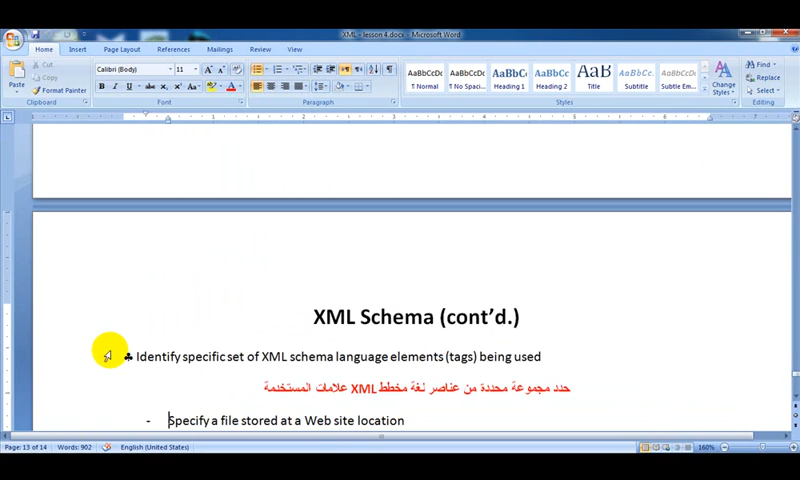 XML - lesson 4.docx - Microsoft Word
Home Insert Page Layout References Mailings Review View
Cut
Copy
Format Painter
Paste
Clipboard
Calibri (Body) 11
Font
Paragraph
AaBbCcDc AaBbCcDc AaBbC AaBbCc AaB AaBbCc. AaBbCcDc
¶ Normal ¶ No Spaci... Heading 1 Heading 2 Title Subtitle Subtle Em...
Styles
Change Styles
Find
Replace
Select
Editing
XML Schema (cont’d.)
♣ Identify specific set of XML schema language elements (tags) being used
حدد مجموعة محددة من عناصر لغة مخطط XML علامات المستخدمة
- Specify a file stored at a Web site location
Page: 13 of 14 Words: 902 English (United States) 160%